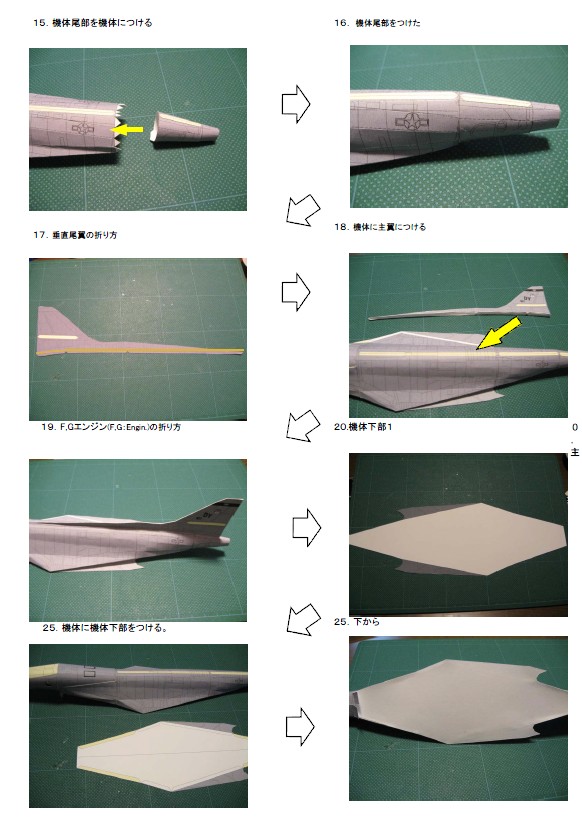 15. 機体尾部を機体につける
16. 機体尾部をつけた
17. 垂直尾翼の折り方
18. 機体に主翼につける
19. F,Gエンジン(F,G:Engin.)の折り方
20.機体下部１
0
.
主
25. 機体に機体下部をつける。
25. 下から